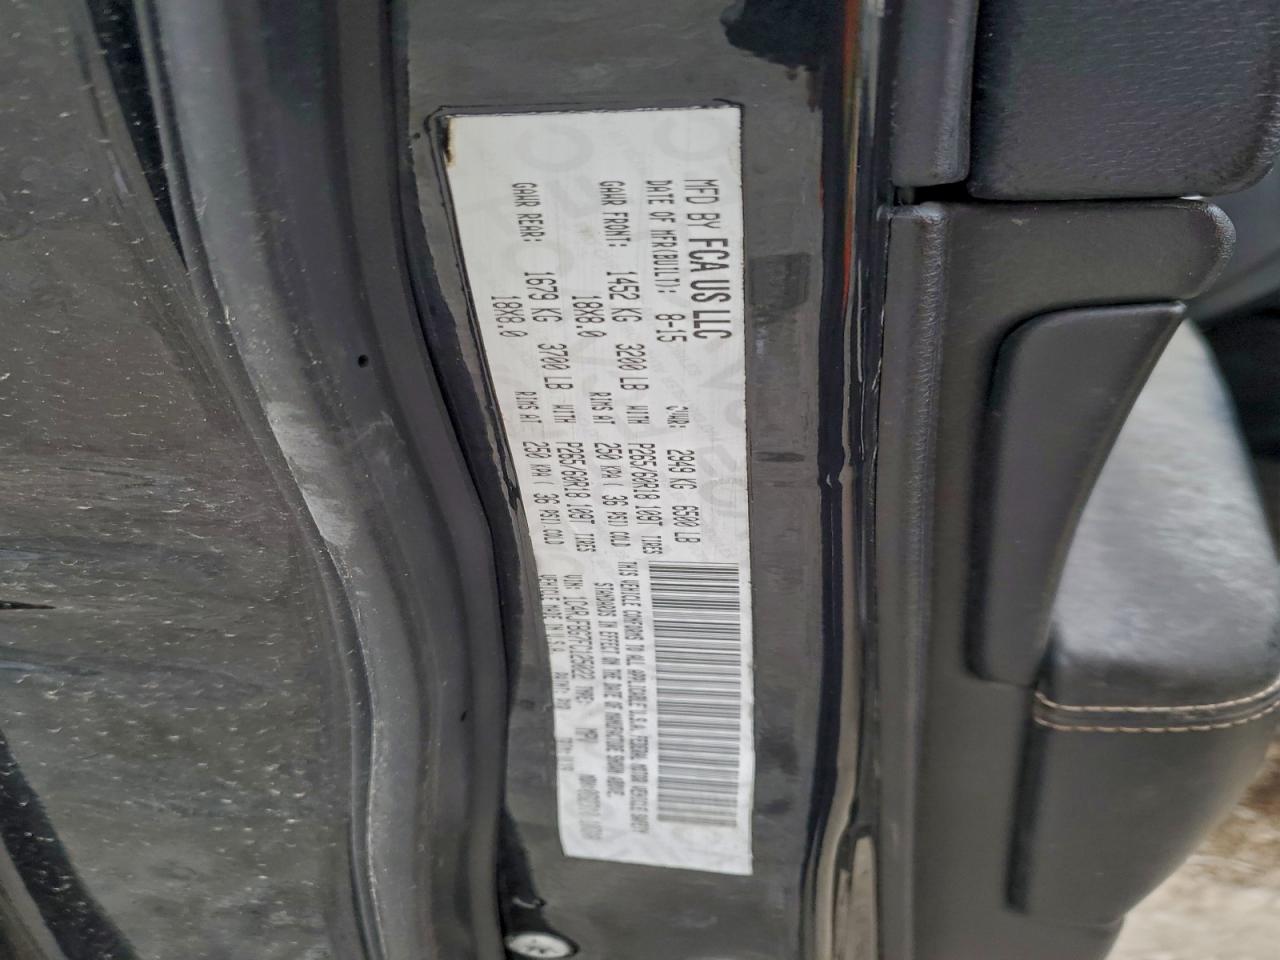 MFD BY FCA US LLC
DATE OF MFR(BUILT): 8-15 GVWR: 2949 KG 6500 LB
GAWR FRONT: 1452 KG 3200 LB WITH P265/60R18 109T TIRES
18X8.0 RIMS AT 250 KPA( 36 PSI) COLD
GAWR REAR: 1679 KG 3700 LB WITH P265/60R18 109T TIRES
18X8.0 RIMS AT 250 KPA( 36 PSI) COLD
THIS VEHICLE CONFORMS TO ALL APPLICABLE U.S.A. FEDERAL MOTOR VEHICLE SAFETY
STANDARDS IN EFFECT ON THE DATE OF MANUFACTURE SHOWN ABOVE.
VIN: TYPE: MPV
VEHICLE MADE IN U.S.A.